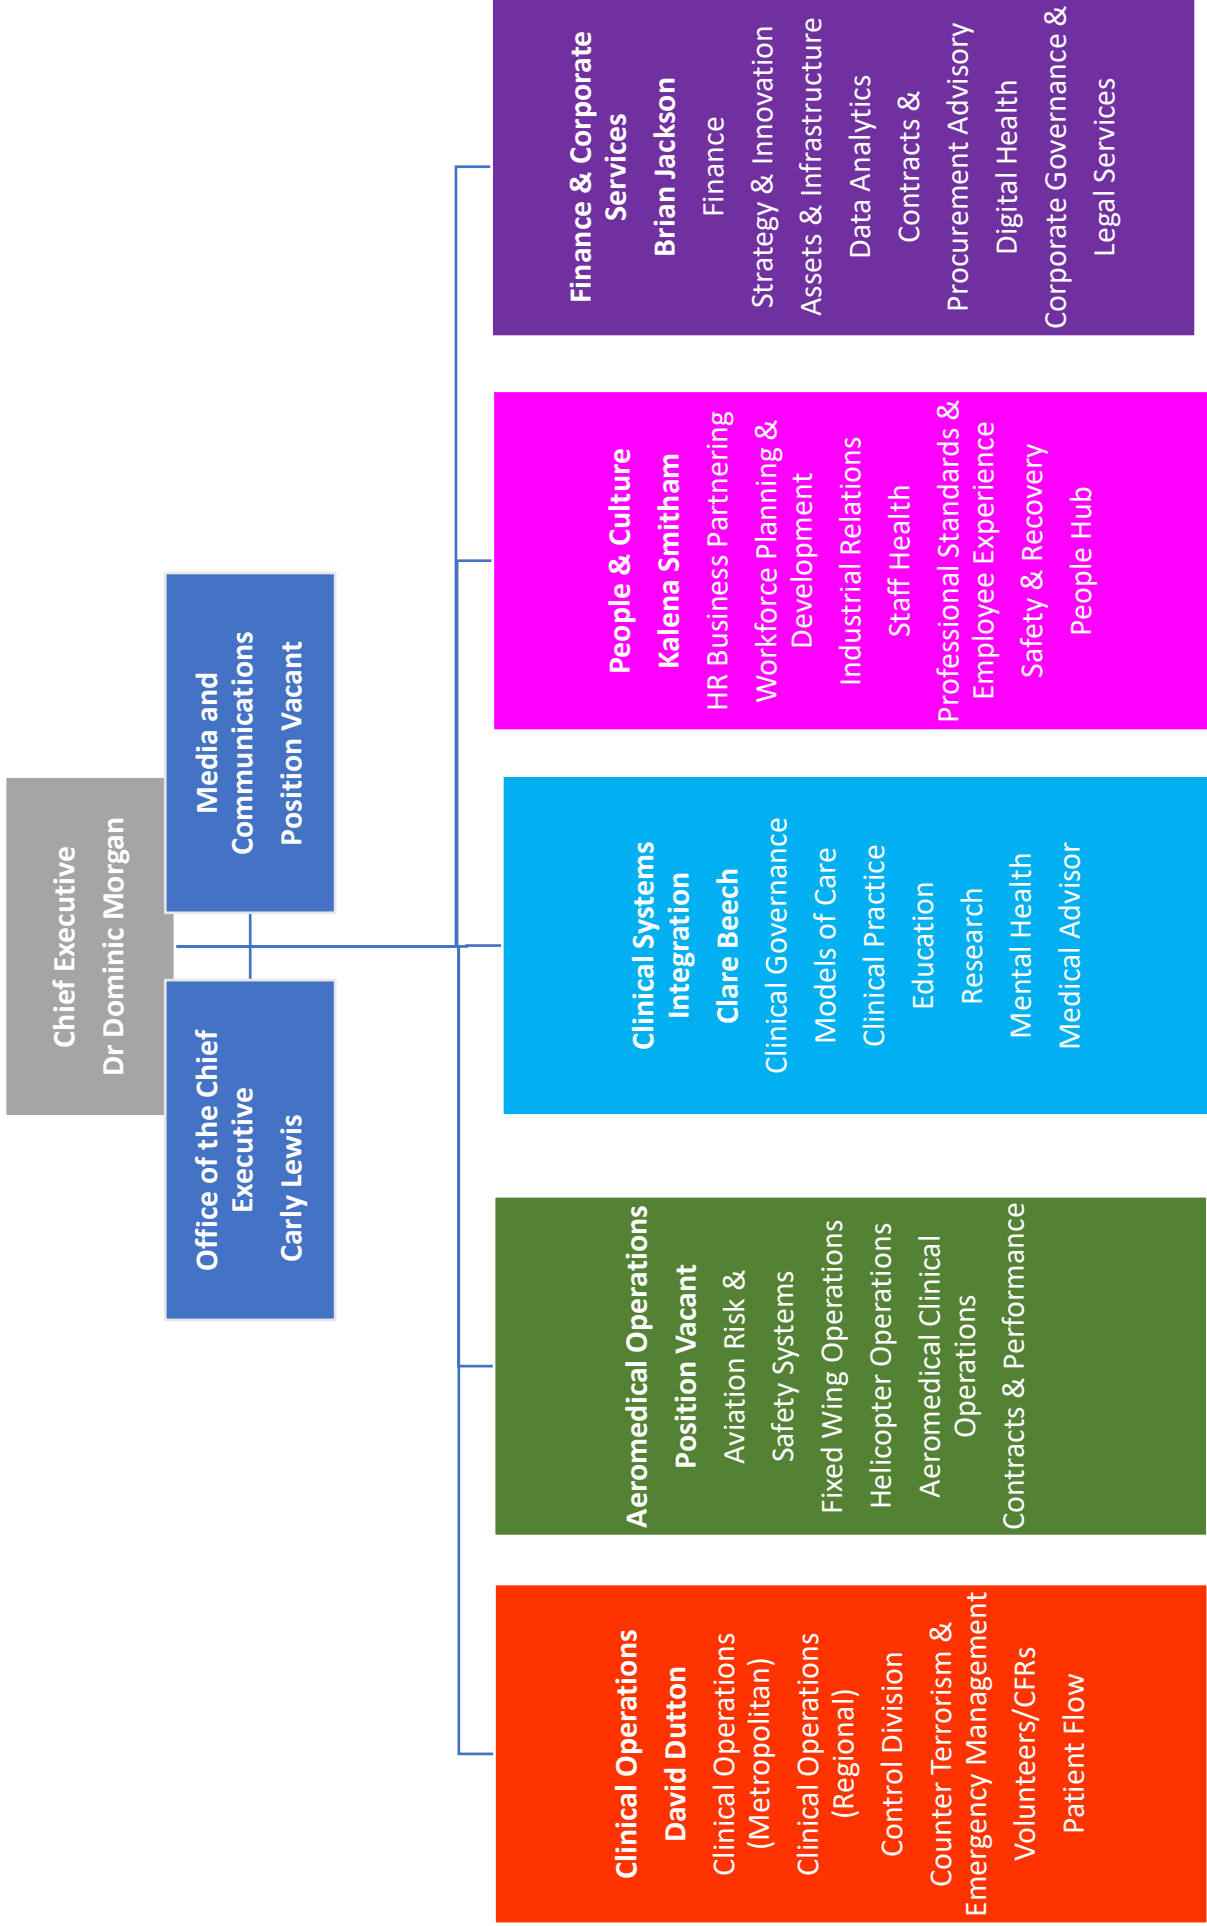 Chief Executive
Dr Dominic Morgan
Office of the Chief
Executive
Carly Lewis
Media and
Communications
Position Vacant
Clinical Operations
David Dutton
Clinical Operations
(Metropolitan)
Clinical Operations
(Regional)
Control Division
Counter Terrorism &
Emergency Management
Volunteers/CFRs
Patient Flow
Aeromedical Operations
Position Vacant
Aviation Risk &
Safety Systems
Fixed Wing Operations
Helicopter Operations
Aeromedical Clinical
Operations
Contracts & Performance
Clinical Systems
Integration
Clare Beech
Clinical Governance
Models of Care
Clinical Practice
Education
Research
Mental Health
Medical Advisor
People & Culture
Kalena Smitham
HR Business Partnering
Workforce Planning &
Development
Industrial Relations
Staff Health
Professional Standards &
Employee Experience
Safety & Recovery
People Hub
Finance & Corporate
Services
Brian Jackson
Finance
Strategy & Innovation
Assets & Infrastructure
Data Analytics
Contracts &
Procurement Advisory
Digital Health
Corporate Governance &
Legal Services